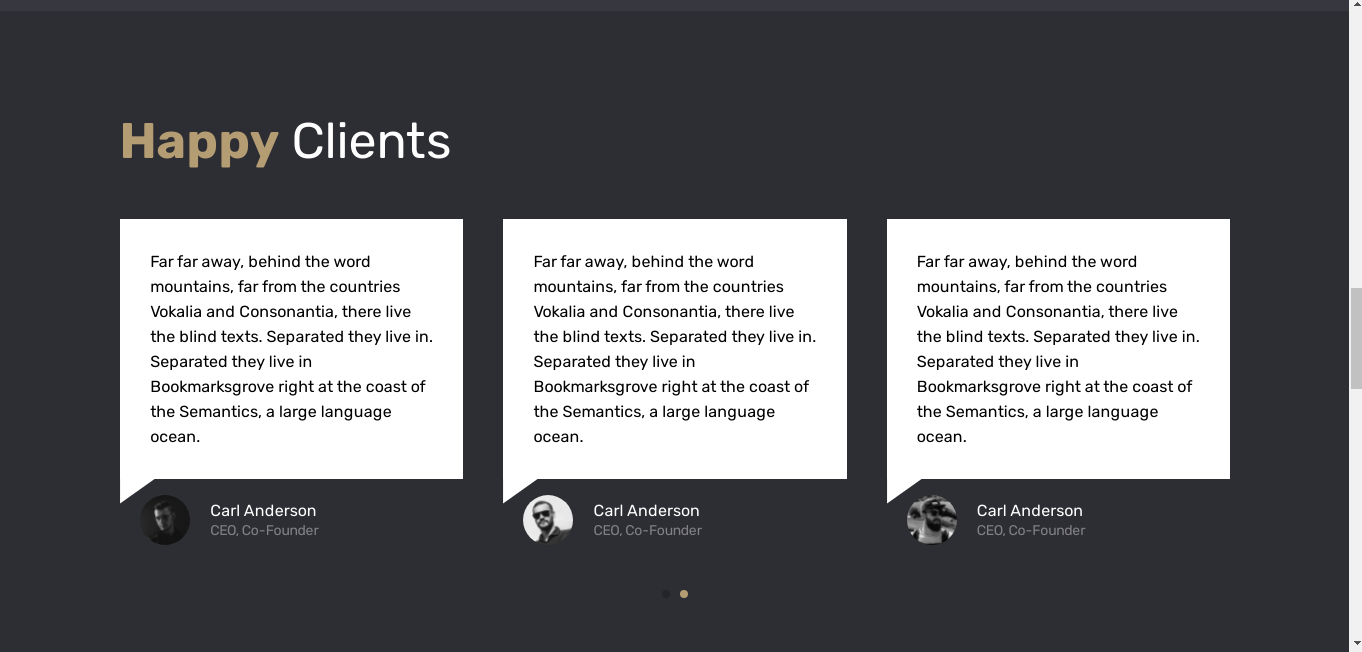 Happy Clients
Far far away, behind the word
mountains, far from the countries
Vokalia and Consonantia, there live
the blind texts. Separated they live in.
Separated they live in
Bookmarksgrove right at the coast of
the Semantics, a large language
ocean.
Carl Anderson
CEO, Co-Founder
Far far away, behind the word
mountains, far from the countries
Vokalia and Consonantia, there live
the blind texts. Separated they live in.
Separated they live in
Bookmarksgrove right at the coast of
the Semantics, a large language
ocean.
Carl Anderson
CEO, Co-Founder
Far far away, behind the word
mountains, far from the countries
Vokalia and Consonantia, there live
the blind texts. Separated they live in.
Separated they live in
Bookmarksgrove right at the coast of
the Semantics, a large language
ocean.
Carl Anderson
CEO, Co-Founder